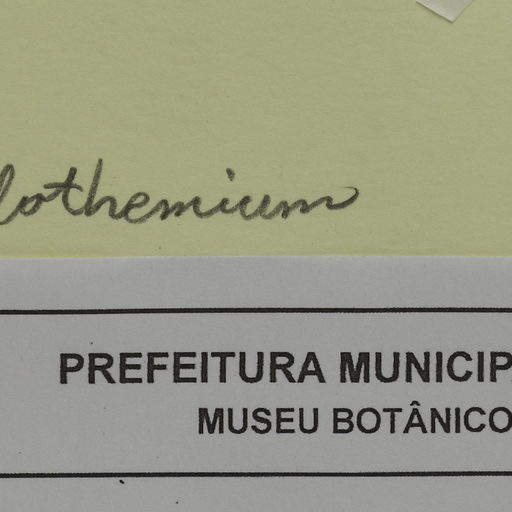 lothemium
PREFEITURA MUNICIP
MUSEU BOTÂNICO